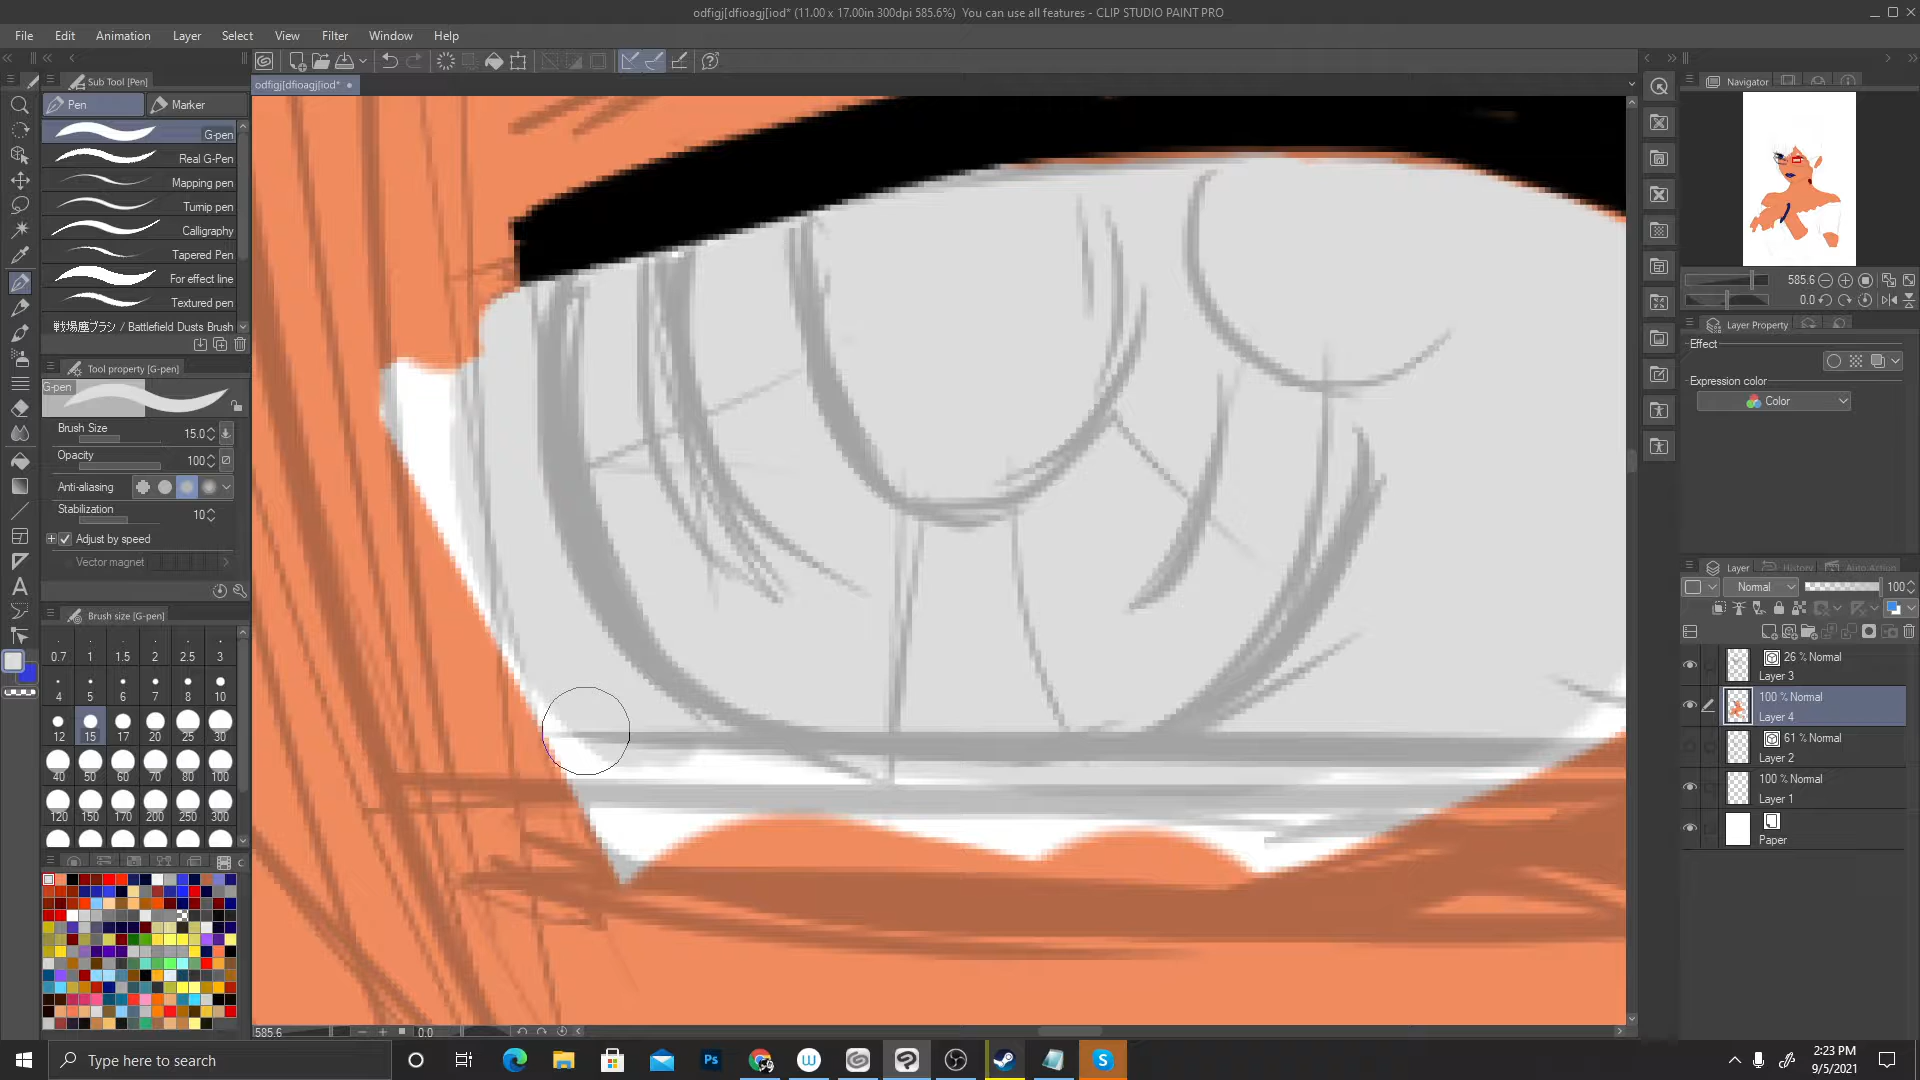 odfigj[dfioagj[iod* (11.00 x 17.00in 300dpi 585.6%)  You can use all features - CLIP STUDIO PAINT PRO
File Edit Animation Layer Select View Filter Window Help
Sub Tool [Pen]
odfigj[dfioagj[iod*
Navigator
Pen Marker
G-pen
Real G-Pen
Mapping pen
Turnip pen
Calligraphy
Tapered Pen
For effect line
Textured pen
戦場塵ブラシ / Battlefield Dusts Brush
585.6
0.0
Layer Property
Effect
Expression color
Color
Tool property [G-pen]
G-pen
Brush Size 15.0
Opacity 100
Anti-aliasing
Stabilization 10
Adjust by speed
Vector magnet
Brush size [G-pen]
0.7 1 1.5 2 2.5 3
4 5 6 7 8 10
12 15 17 20 25 30
40 50 60 70 80 100
120 150 170 200 250 300
Layer History Auto Action
Normal 100
26 % Normal
Layer 3
100 % Normal
Layer 4
61 % Normal
Layer 2
100 % Normal
Layer 1
Paper
585.6 0.0
Type here to search
Ps
2:23 PM
9/5/2021